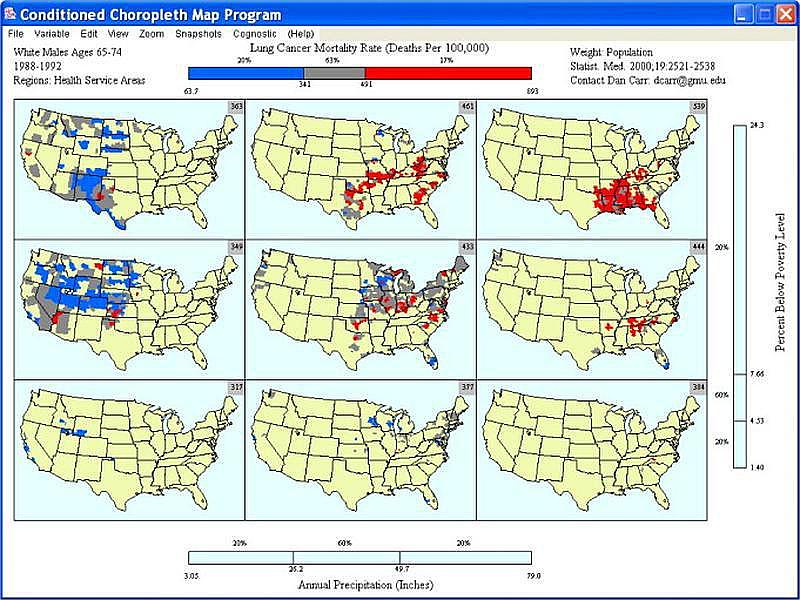 Conditioned Choropleth Map Program
File Variable Edit View Zoom Snapshots Cognostic (Help)
White Males Ages 65-74
1988-1992
Regions: Health Service Areas
Lung Cancer Mortality Rate (Deaths Per 100,000)
20% 63% 17%
63.7 341 491 893
Weight: Population
Statist. Med. 2000;19:2521-2538
Contact Dan Carr: dcarr@gmu.edu
363 461 539
349 433 444
317 377 384
24.3
20%
7.66
60%
4.53
20%
1.40
Percent Below Poverty Level
20% 60% 20%
3.05 26.2 49.7 79.0
Annual Precipitation (Inches)